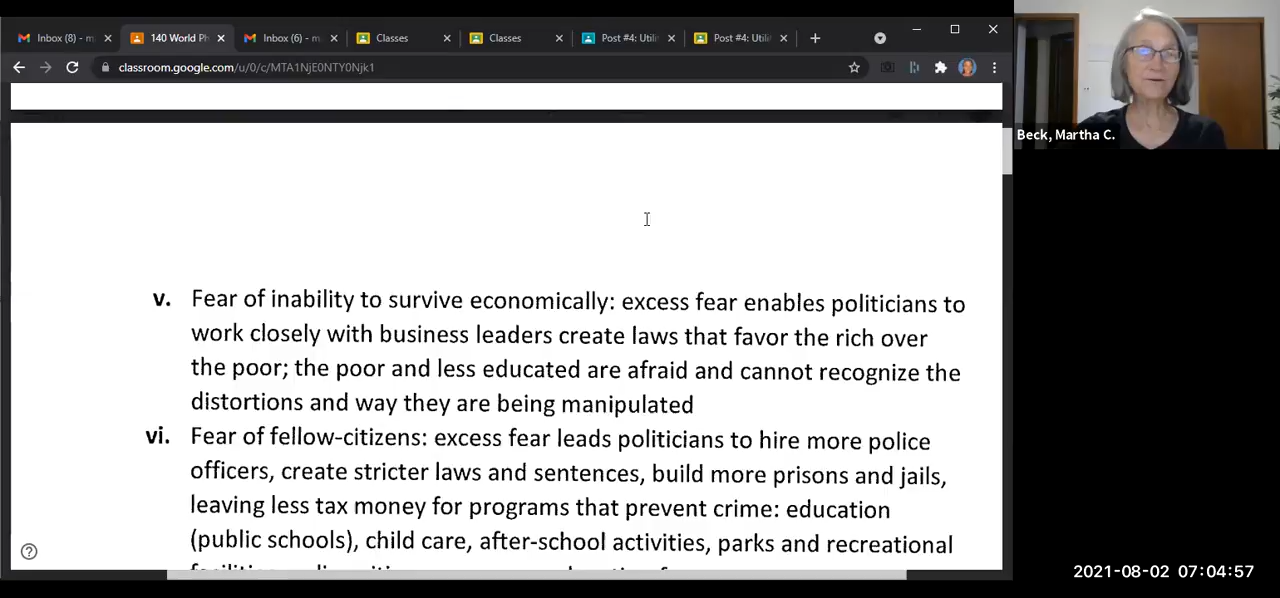 Inbox (8) - m
140 World Ph
Inbox (6) - m
Classes
Classes
Post #4: Utili
Post #4: Utili
classroom.google.com/u/0/c/MTA1NjE0NTY0Njk1
Beck, Martha C.
v. Fear of inability to survive economically: excess fear enables politicians to
work closely with business leaders create laws that favor the rich over
the poor; the poor and less educated are afraid and cannot recognize the
distortions and way they are being manipulated
vi. Fear of fellow-citizens: excess fear leads politicians to hire more police
officers, create stricter laws and sentences, build more prisons and jails,
leaving less tax money for programs that prevent crime: education
(public schools), child care, after-school activities, parks and recreational
2021-08-02 07:04:57